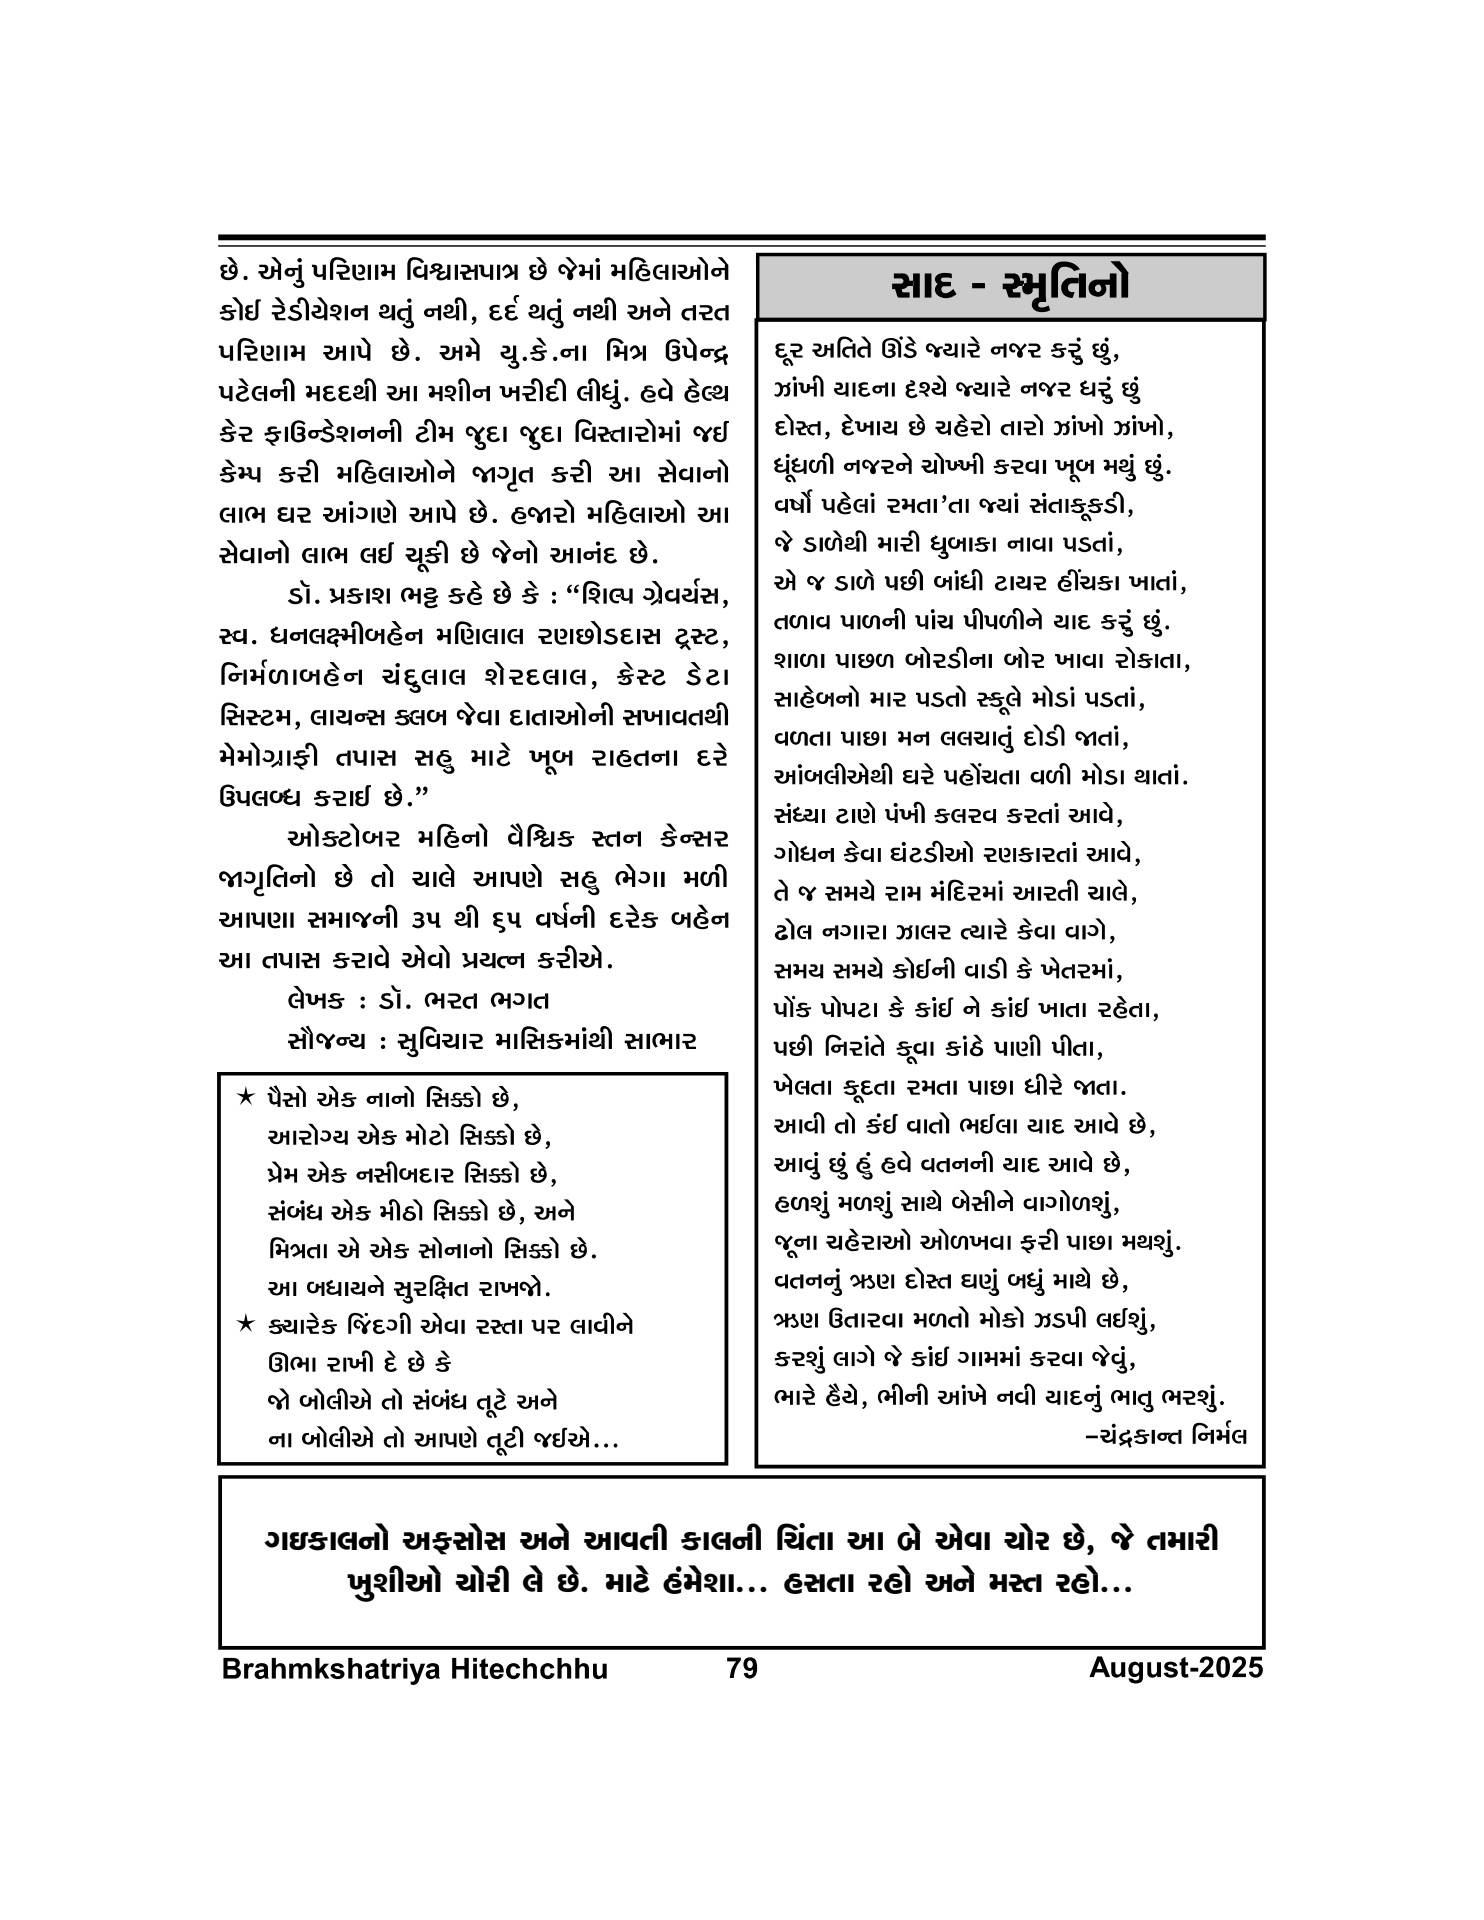 છે. એનું પરિણામ વિશ્વાસપાત્ર છે જેમાં મહિલાઓને
કોઈ રેડીયેશન થતું નથી, દર્દ થતું નથી અને તરત
પરિણામ આપે છે. અમે યુ.કે.ના મિત્ર ઉપેન્દ્ર
પટેલની મદદથી આ મશીન ખરીદી લીધું. હવે હેલ્થ
કેર ફાઉન્ડેશનની ટીમ જુદા જુદા વિસ્તારોમાં જઈ
કેમ્પ કરી મહિલાઓને જાગૃત કરી આ સેવાનો
લાભ ઘર આંગણે આપે છે. હજારો મહિલાઓ આ
સેવાનો લાભ લઈ ચૂકી છે જેનો આનંદ છે.
ડૉ. પ્રકાશ ભટ્ટ કહે છે કે : “શિલ્પ ગ્રેવર્યસ,
સ્વ. ધનલક્ષ્મીબહેન મણિલાલ રણછોડદાસ ટ્રસ્ટ,
નિર્મળાબહેન ચંદુલાલ શેરદલાલ, ક્રેસ્ટ ડેટા
સિસ્ટમ, લાયન્સ ક્લબ જેવા દાતાઓની સખાવતથી
મેમોગ્રાફી તપાસ સહુ માટે ખૂબ રાહતના દરે
ઉપલબ્ધ કરાઈ છે.”
ઓક્ટોબર મહિનો વૈશ્વિક સ્તન કેન્સર
જાગૃતિનો છે તો ચાલે આપણે સહુ ભેગા મળી
આપણા સમાજની ૩૫ થી ૬૫ વર્ષની દરેક બહેન
આ તપાસ કરાવે એવો પ્રયત્ન કરીએ.
લેખક : ડૉ. ભરત ભગત
સૌજન્ય : સુવિચાર માસિકમાંથી સાભાર
★ પૈસો એક નાનો સિક્કો છે,
આરોગ્ય એક મોટો સિક્કો છે,
પ્રેમ એક નસીબદાર સિક્કો છે,
સંબંધ એક મીઠો સિક્કો છે, અને
મિત્રતા એ એક સોનાનો સિક્કો છે.
આ બધાયને સુરક્ષિત રાખજો.
★ ક્યારેક જિંદગી એવા રસ્તા પર લાવીને
ઊભા રાખી દે છે કે
જો બોલીએ તો સંબંધ તૂટે અને
ના બોલીએ તો આપણે તૂટી જઈએ...
સાદ - સ્મૃતિનો
દૂર અતિતે ઊંડે જ્યારે નજર કરું છું,
ઝાંખી યાદના દૃશ્યે જ્યારે નજર ધરું છું
દોસ્ત, દેખાય છે ચહેરો તારો ઝાંખો ઝાંખો,
ધૂંધળી નજરને ચોખ્ખી કરવા ખૂબ મથું છું.
વર્ષો પહેલાં રમતા’તા જ્યાં સંતાકૂકડી,
જે ડાળેથી મારી ધુબાકા નાવા પડતાં,
એ જ ડાળે પછી બાંધી ટાયર હીંચકા ખાતાં,
તળાવ પાળની પાંચ પીપળીને યાદ કરું છું.
શાળા પાછળ બોરડીના બોર ખાવા રોકાતા,
સાહેબનો માર પડતો સ્કૂલે મોડાં પડતાં,
વળતા પાછા મન લલચાતું દોડી જાતાં,
આંબલીએથી ઘરે પહોંચતા વળી મોડા થાતાં.
સંધ્યા ટાણે પંખી કલરવ કરતાં આવે,
ગોધન કેવા ઘંટડીઓ રણકારતાં આવે,
તે જ સમયે રામ મંદિરમાં આરતી ચાલે,
ઢોલ નગારા ઝાલર ત્યારે કેવા વાગે,
સમય સમયે કોઈની વાડી કે ખેતરમાં,
પોંક પોપટા કે કાંઈ ને કાંઈ ખાતા રહેતા,
પછી નિરાંતે કૂવા કાંઠે પાણી પીતા,
ખેલતા કૂદતા રમતા પાછા ધીરે જાતા.
આવી તો કંઈ વાતો ભઈલા યાદ આવે છે,
આવું છું હું હવે વતનની યાદ આવે છે,
હળશું મળશું સાથે બેસીને વાગોળશું,
જૂના ચહેરાઓ ઓળખવા ફરી પાછા મથશું.
વતનનું ઋણ દોસ્ત ઘણું બધું માથે છે,
ઋણ ઉતારવા મળતો મોકો ઝડપી લઈશું,
કરશું લાગે જે કાંઈ ગામમાં કરવા જેવું,
ભારે હૈયે, ભીની આંખે નવી યાદનું ભાતુ ભરશું.
–ચંદ્રકાન્ત નિર્મલ
ગઇકાલનો અફસોસ અને આવતી કાલની ચિંતા આ બે એવા ચોર છે, જે તમારી
ખુશીઓ ચોરી લે છે. માટે હંમેશા... હસતા રહો અને મસ્ત રહો...
Brahmkshatriya Hitechchhu 79 August-2025